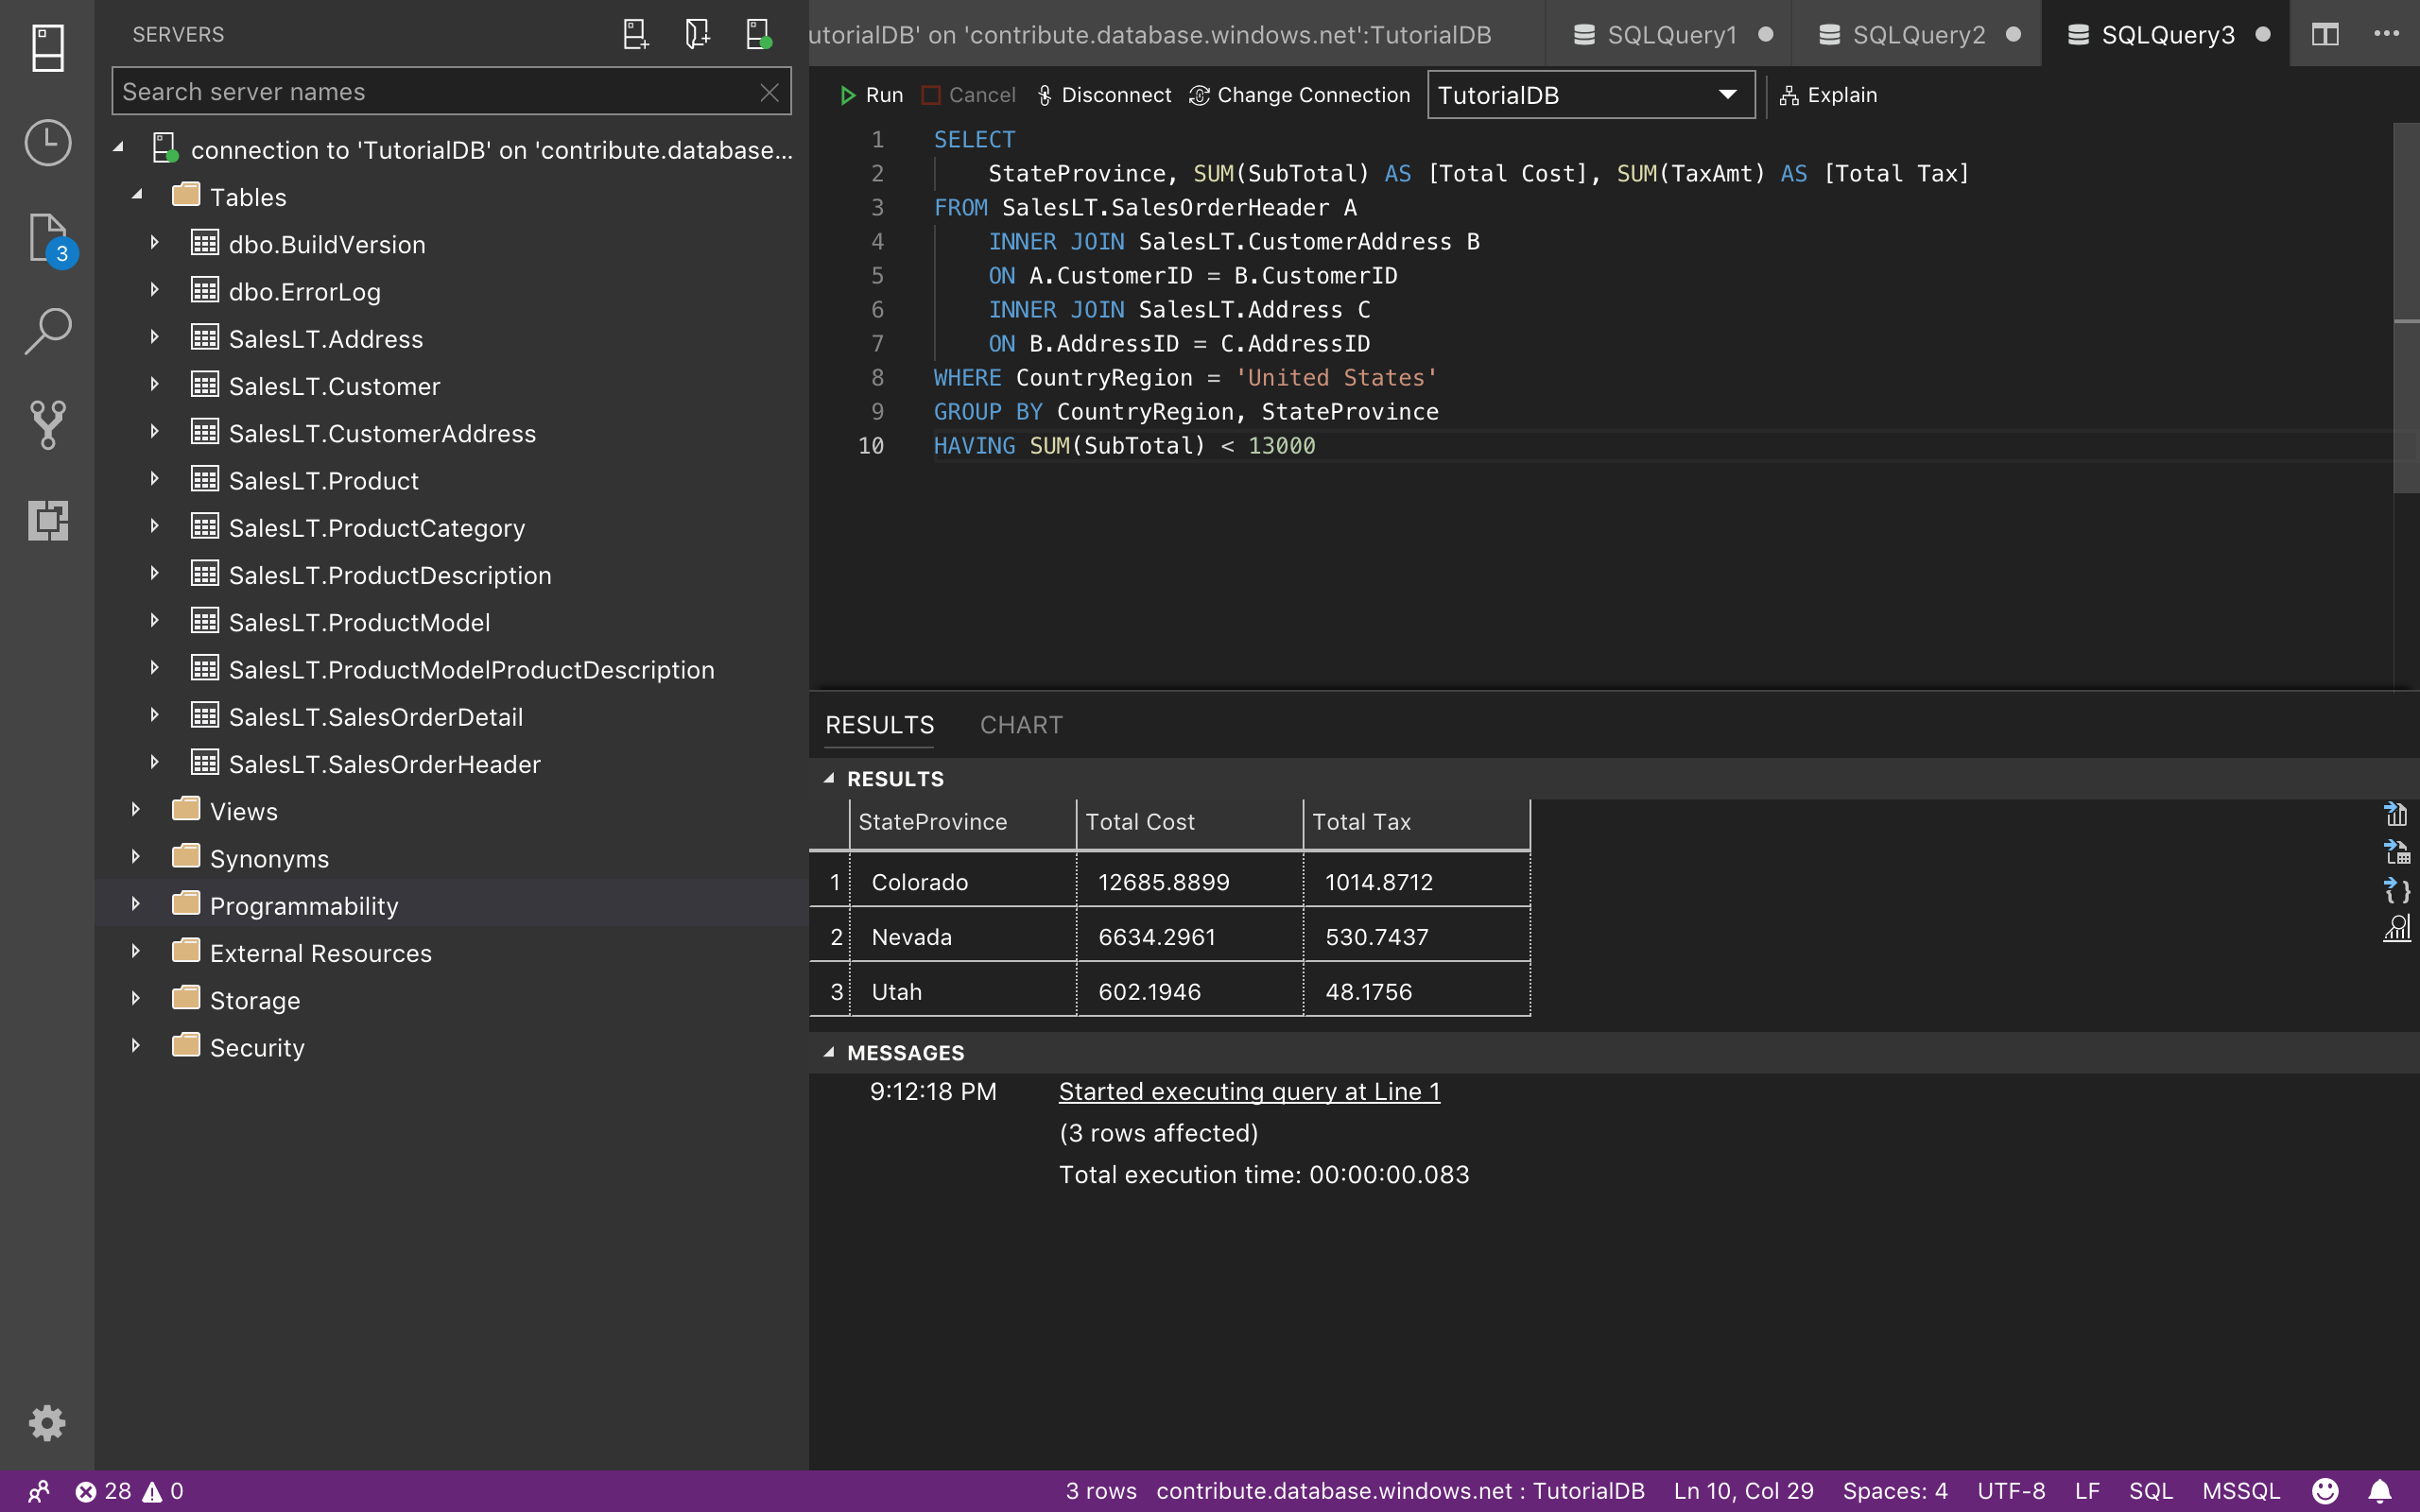 SERVERS
Search server names
connection to 'TutorialDB' on 'contribute.database...
Tables
dbo.BuildVersion
dbo.ErrorLog
SalesLT.Address
SalesLT.Customer
SalesLT.CustomerAddress
SalesLT.Product
SalesLT.ProductCategory
SalesLT.ProductDescription
SalesLT.ProductModel
SalesLT.ProductModelProductDescription
SalesLT.SalesOrderDetail
SalesLT.SalesOrderHeader
Views
Synonyms
Programmability
External Resources
Storage
Security
3
utorialDB' on 'contribute.database.windows.net':TutorialDB SQLQuery1 SQLQuery2 SQLQuery3
Run Cancel Disconnect Change Connection TutorialDB Explain
1 SELECT
2 StateProvince, SUM(SubTotal) AS [Total Cost], SUM(TaxAmt) AS [Total Tax]
3 FROM SalesLT.SalesOrderHeader A
4 INNER JOIN SalesLT.CustomerAddress B
5 ON A.CustomerID = B.CustomerID
6 INNER JOIN SalesLT.Address C
7 ON B.AddressID = C.AddressID
8 WHERE CountryRegion = 'United States'
9 GROUP BY CountryRegion, StateProvince
10 HAVING SUM(SubTotal) < 13000
RESULTS CHART
RESULTS
StateProvince Total Cost Total Tax
1 Colorado 12685.8899 1014.8712
2 Nevada 6634.2961 530.7437
3 Utah 602.1946 48.1756
MESSAGES
9:12:18 PM Started executing query at Line 1
(3 rows affected)
Total execution time: 00:00:00.083
28 0 3 rows contribute.database.windows.net : TutorialDB Ln 10, Col 29 Spaces: 4 UTF-8 LF SQL MSSQL